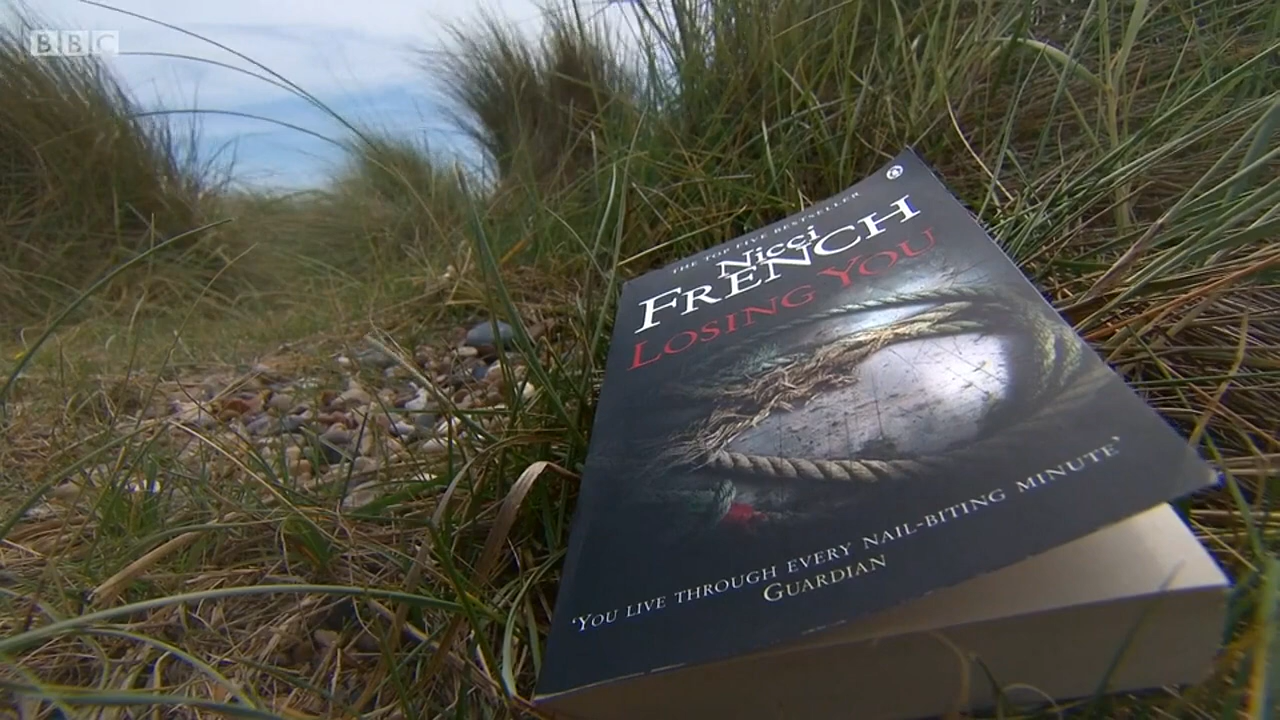 BBC
THE TOP FIVE BESTSELLER
Nicci
FRENCH
LOSING YOU
'YOU LIVE THROUGH EVERY NAIL-BITING MINUTE'
GUARDIAN